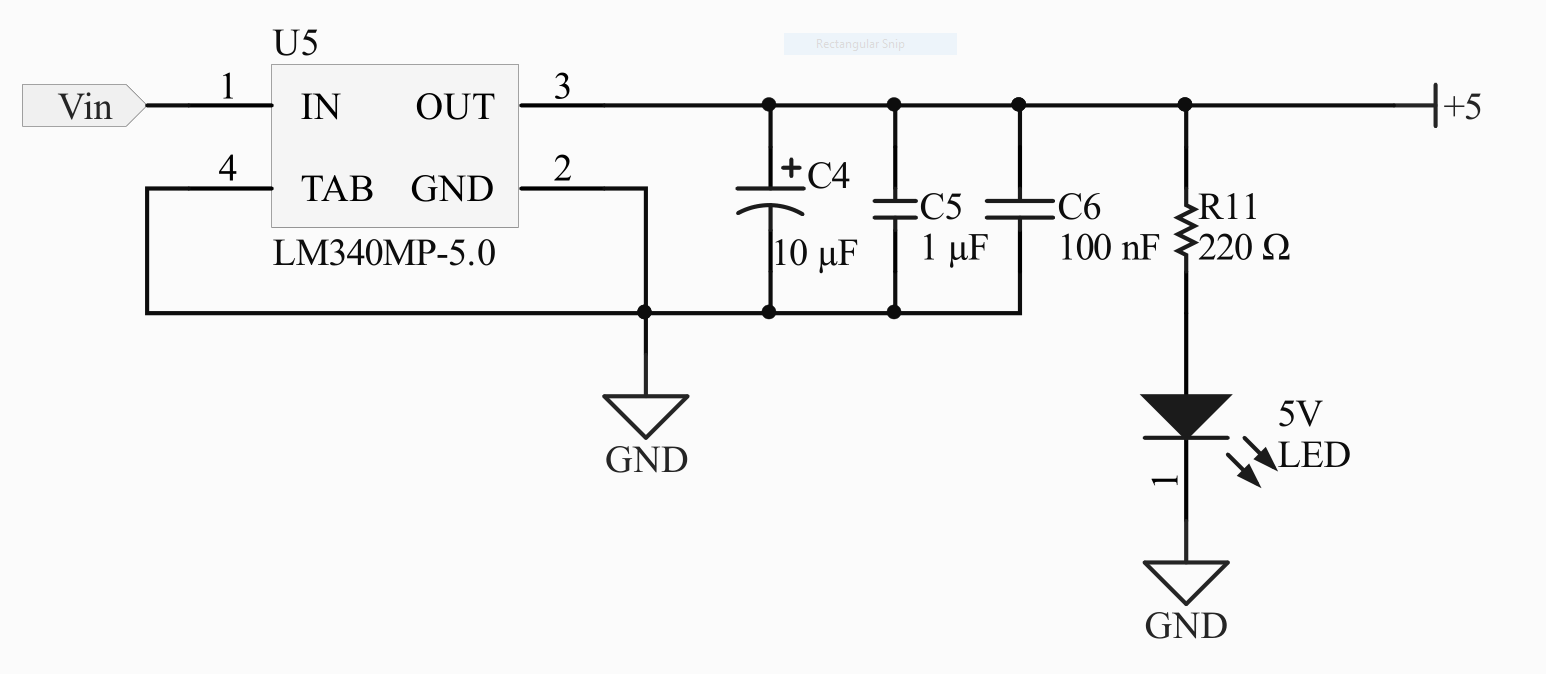 U5
Rectangular Snip
Vin
1
IN
OUT
3
+5
4
TAB
GND
2
+
C4
10 µF
C5
1 µF
C6
100 nF
R11
220 Ω
LM340MP-5.0
GND
5V
LED
1
GND